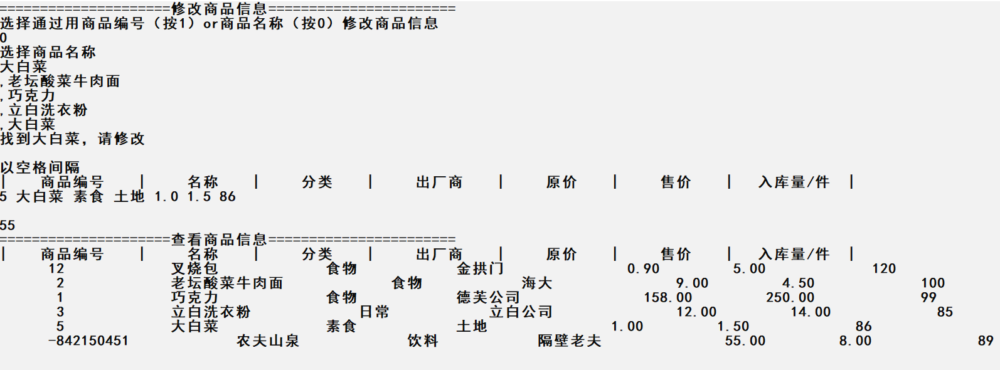 =====================修改商品信息=======================
选择通过用商品编号（按1）or商品名称（按0）修改商品信息
0
选择商品名称
大白菜
,老坛酸菜牛肉面
,巧克力
,立白洗衣粉
,大白菜
找到大白菜，请修改
以空格间隔
| 商品编号 | 名称 | 分类 | 出厂商 | 原价 | 售价 | 入库量/件 |
5 大白菜 素食 土地 1.0 1.5 86
55
=====================查看商品信息=======================
| 商品编号 | 名称 | 分类 | 出厂商 | 原价 | 售价 | 入库量/件 |
12 叉烧包 食物 金拱门 0.90 5.00 120
2 老坛酸菜牛肉面 食物 海大 9.00 4.50 100
1 巧克力 食物 德芙公司 158.00 250.00 99
3 立白洗衣粉 日常 立白公司 12.00 14.00 85
5 大白菜 素食 土地 1.00 1.50 86
-842150451 农夫山泉 饮料 隔壁老夫 55.00 8.00 89